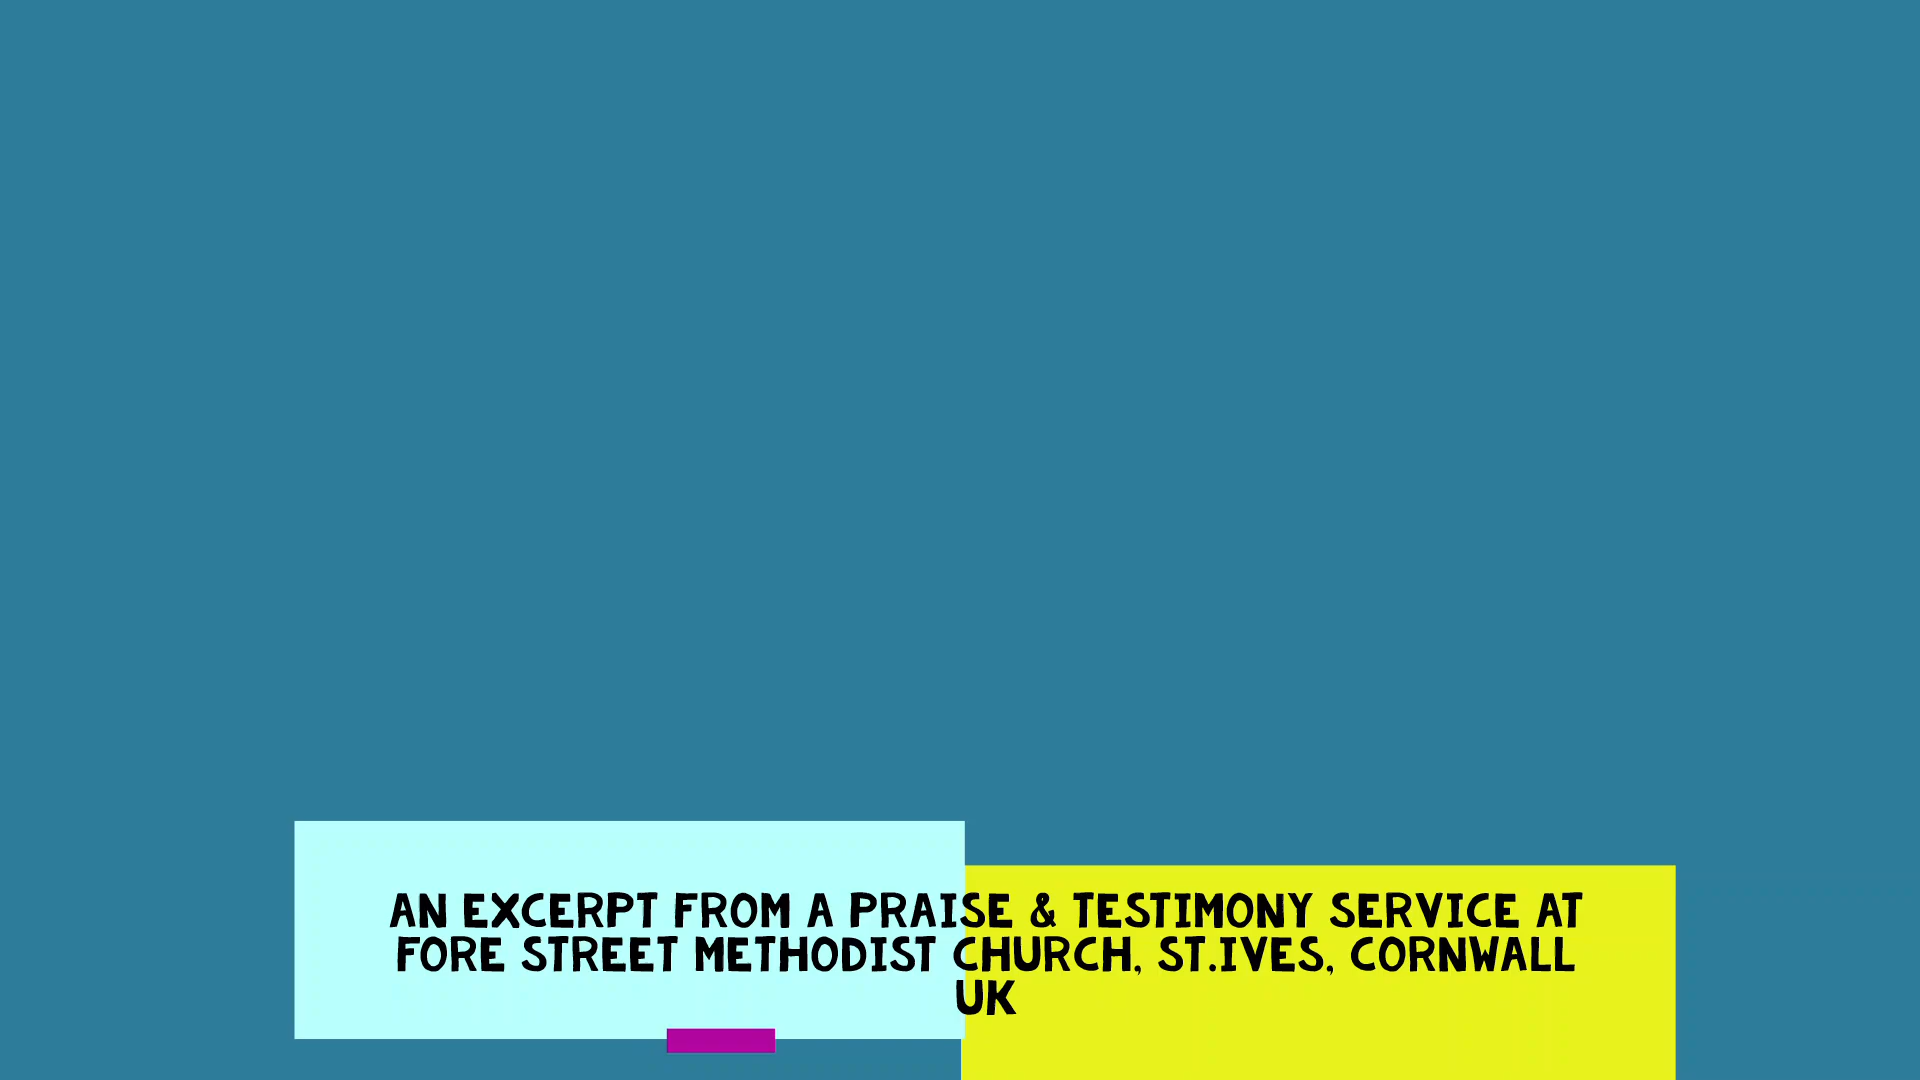 AN EXCERPT FROM A PRAISE & TESTIMONY SERVICE AT
FORE STREET METHODIST CHURCH, ST.IVES, CORNWALL
UK